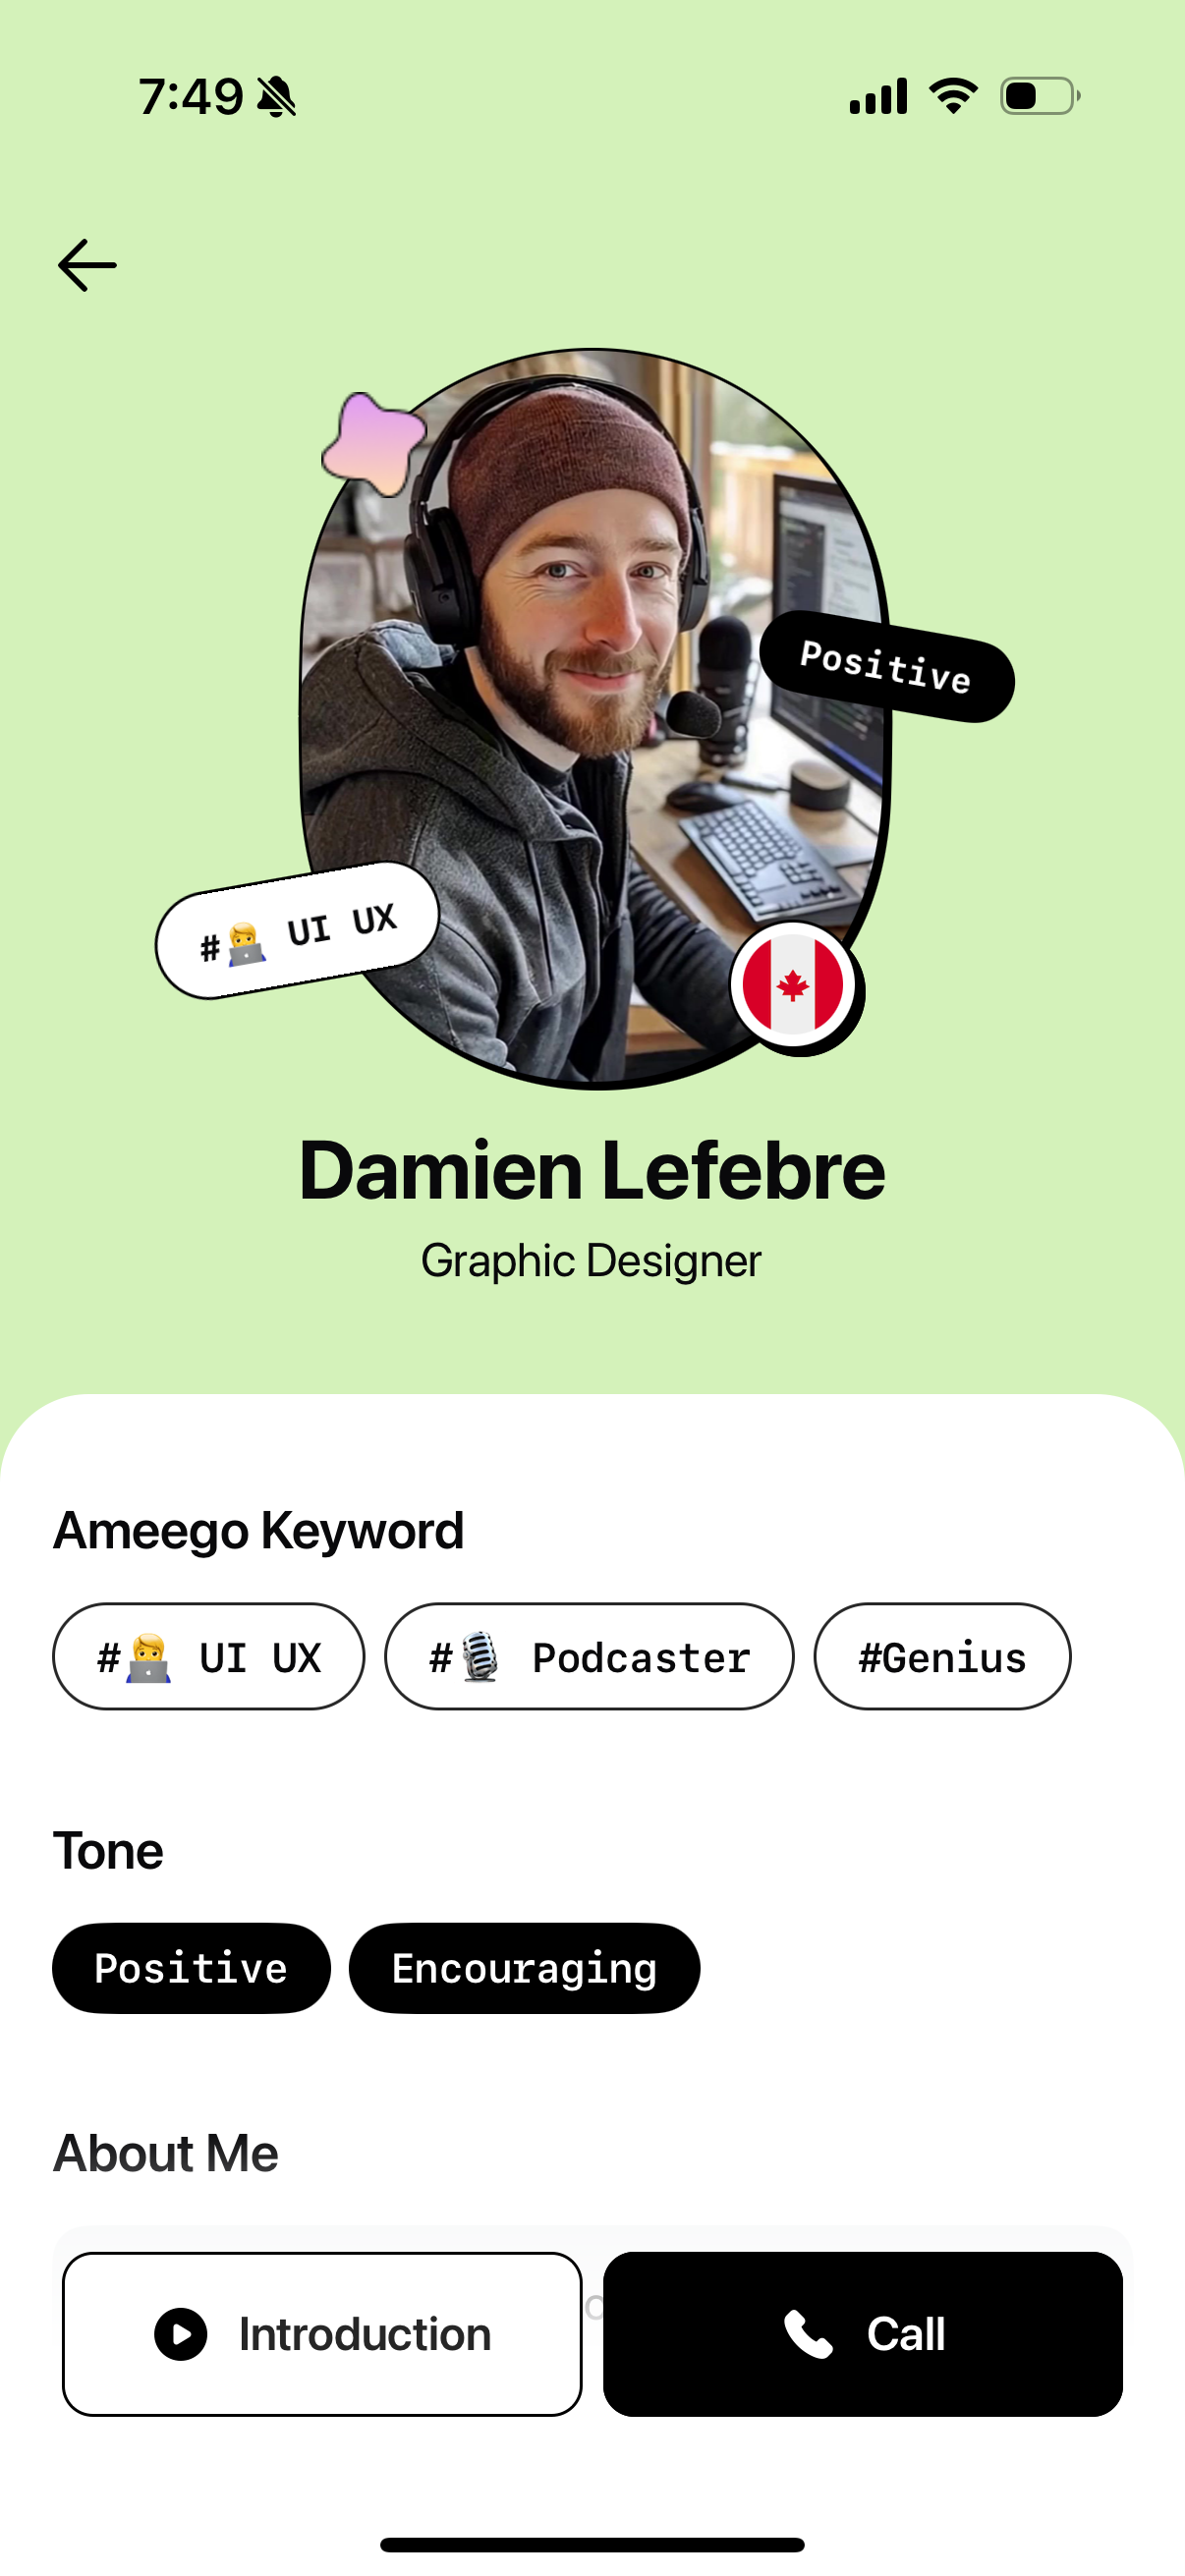 7:49
Positive
#🧑‍💻 UI UX
Damien Lefebre
Graphic Designer
Ameego Keyword
#🧑‍💻 UI UX
#🎙️ Podcaster
#Genius
Tone
Positive
Encouraging
About Me
Introduction
Call